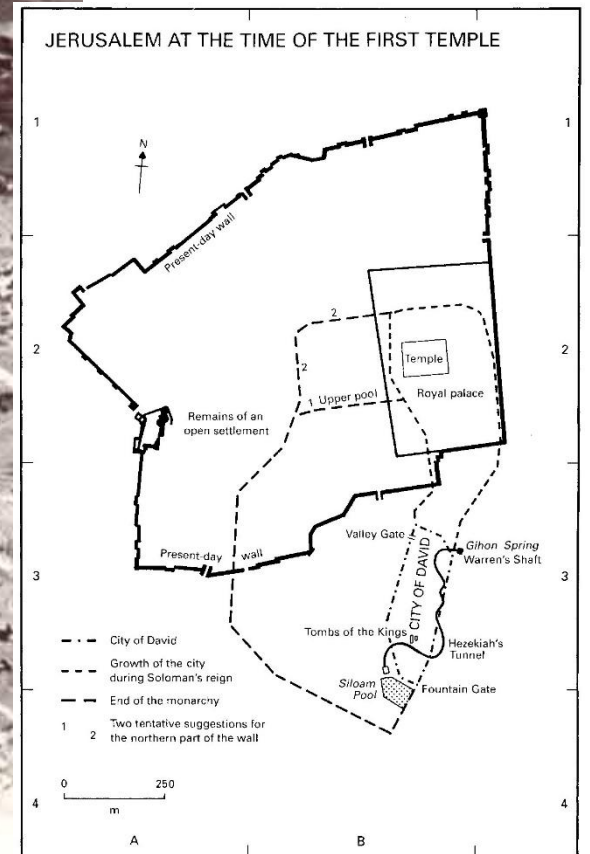 JERUSALEM AT THE TIME OF THE FIRST TEMPLE
1
1
N
Present-day wall
2
2
2
2
Temple
1 Upper pool
Royal palace
Remains of an
open settlement
Valley Gate
Gihon Spring
Warren's Shaft
CITY OF DAVID
3
3
Present-day wall
Tombs of the Kings
Hezekiah's
Tunnel
Siloam
Pool
Fountain Gate
City of David
Growth of the city
during Soloman's reign
End of the monarchy
1 2 Two tentative suggestions for
the northern part of the wall
0 250
m
4
4
A
B